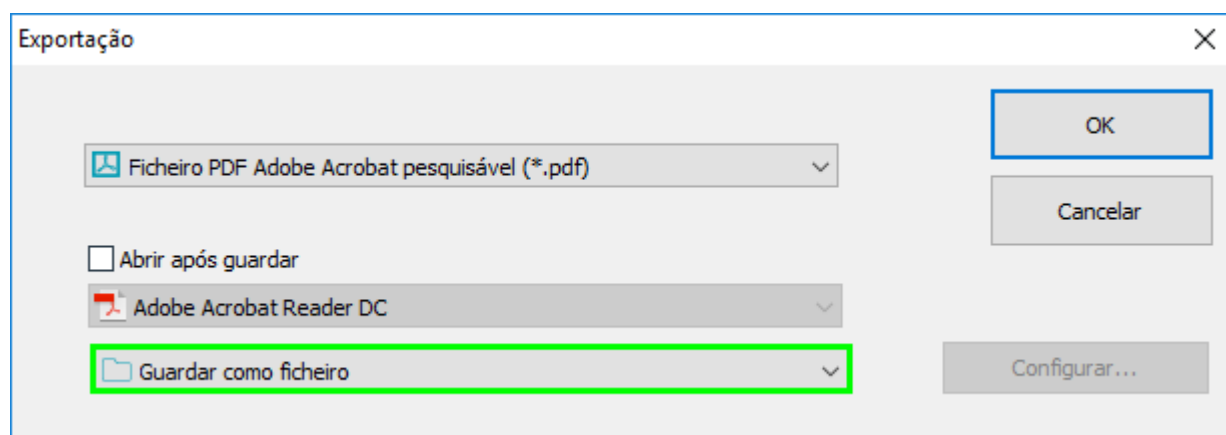 Exportação
OK
Ficheiro PDF Adobe Acrobat pesquisável (*.pdf)
Cancelar
Abrir após guardar
Adobe Acrobat Reader DC
Guardar como ficheiro
Configurar...